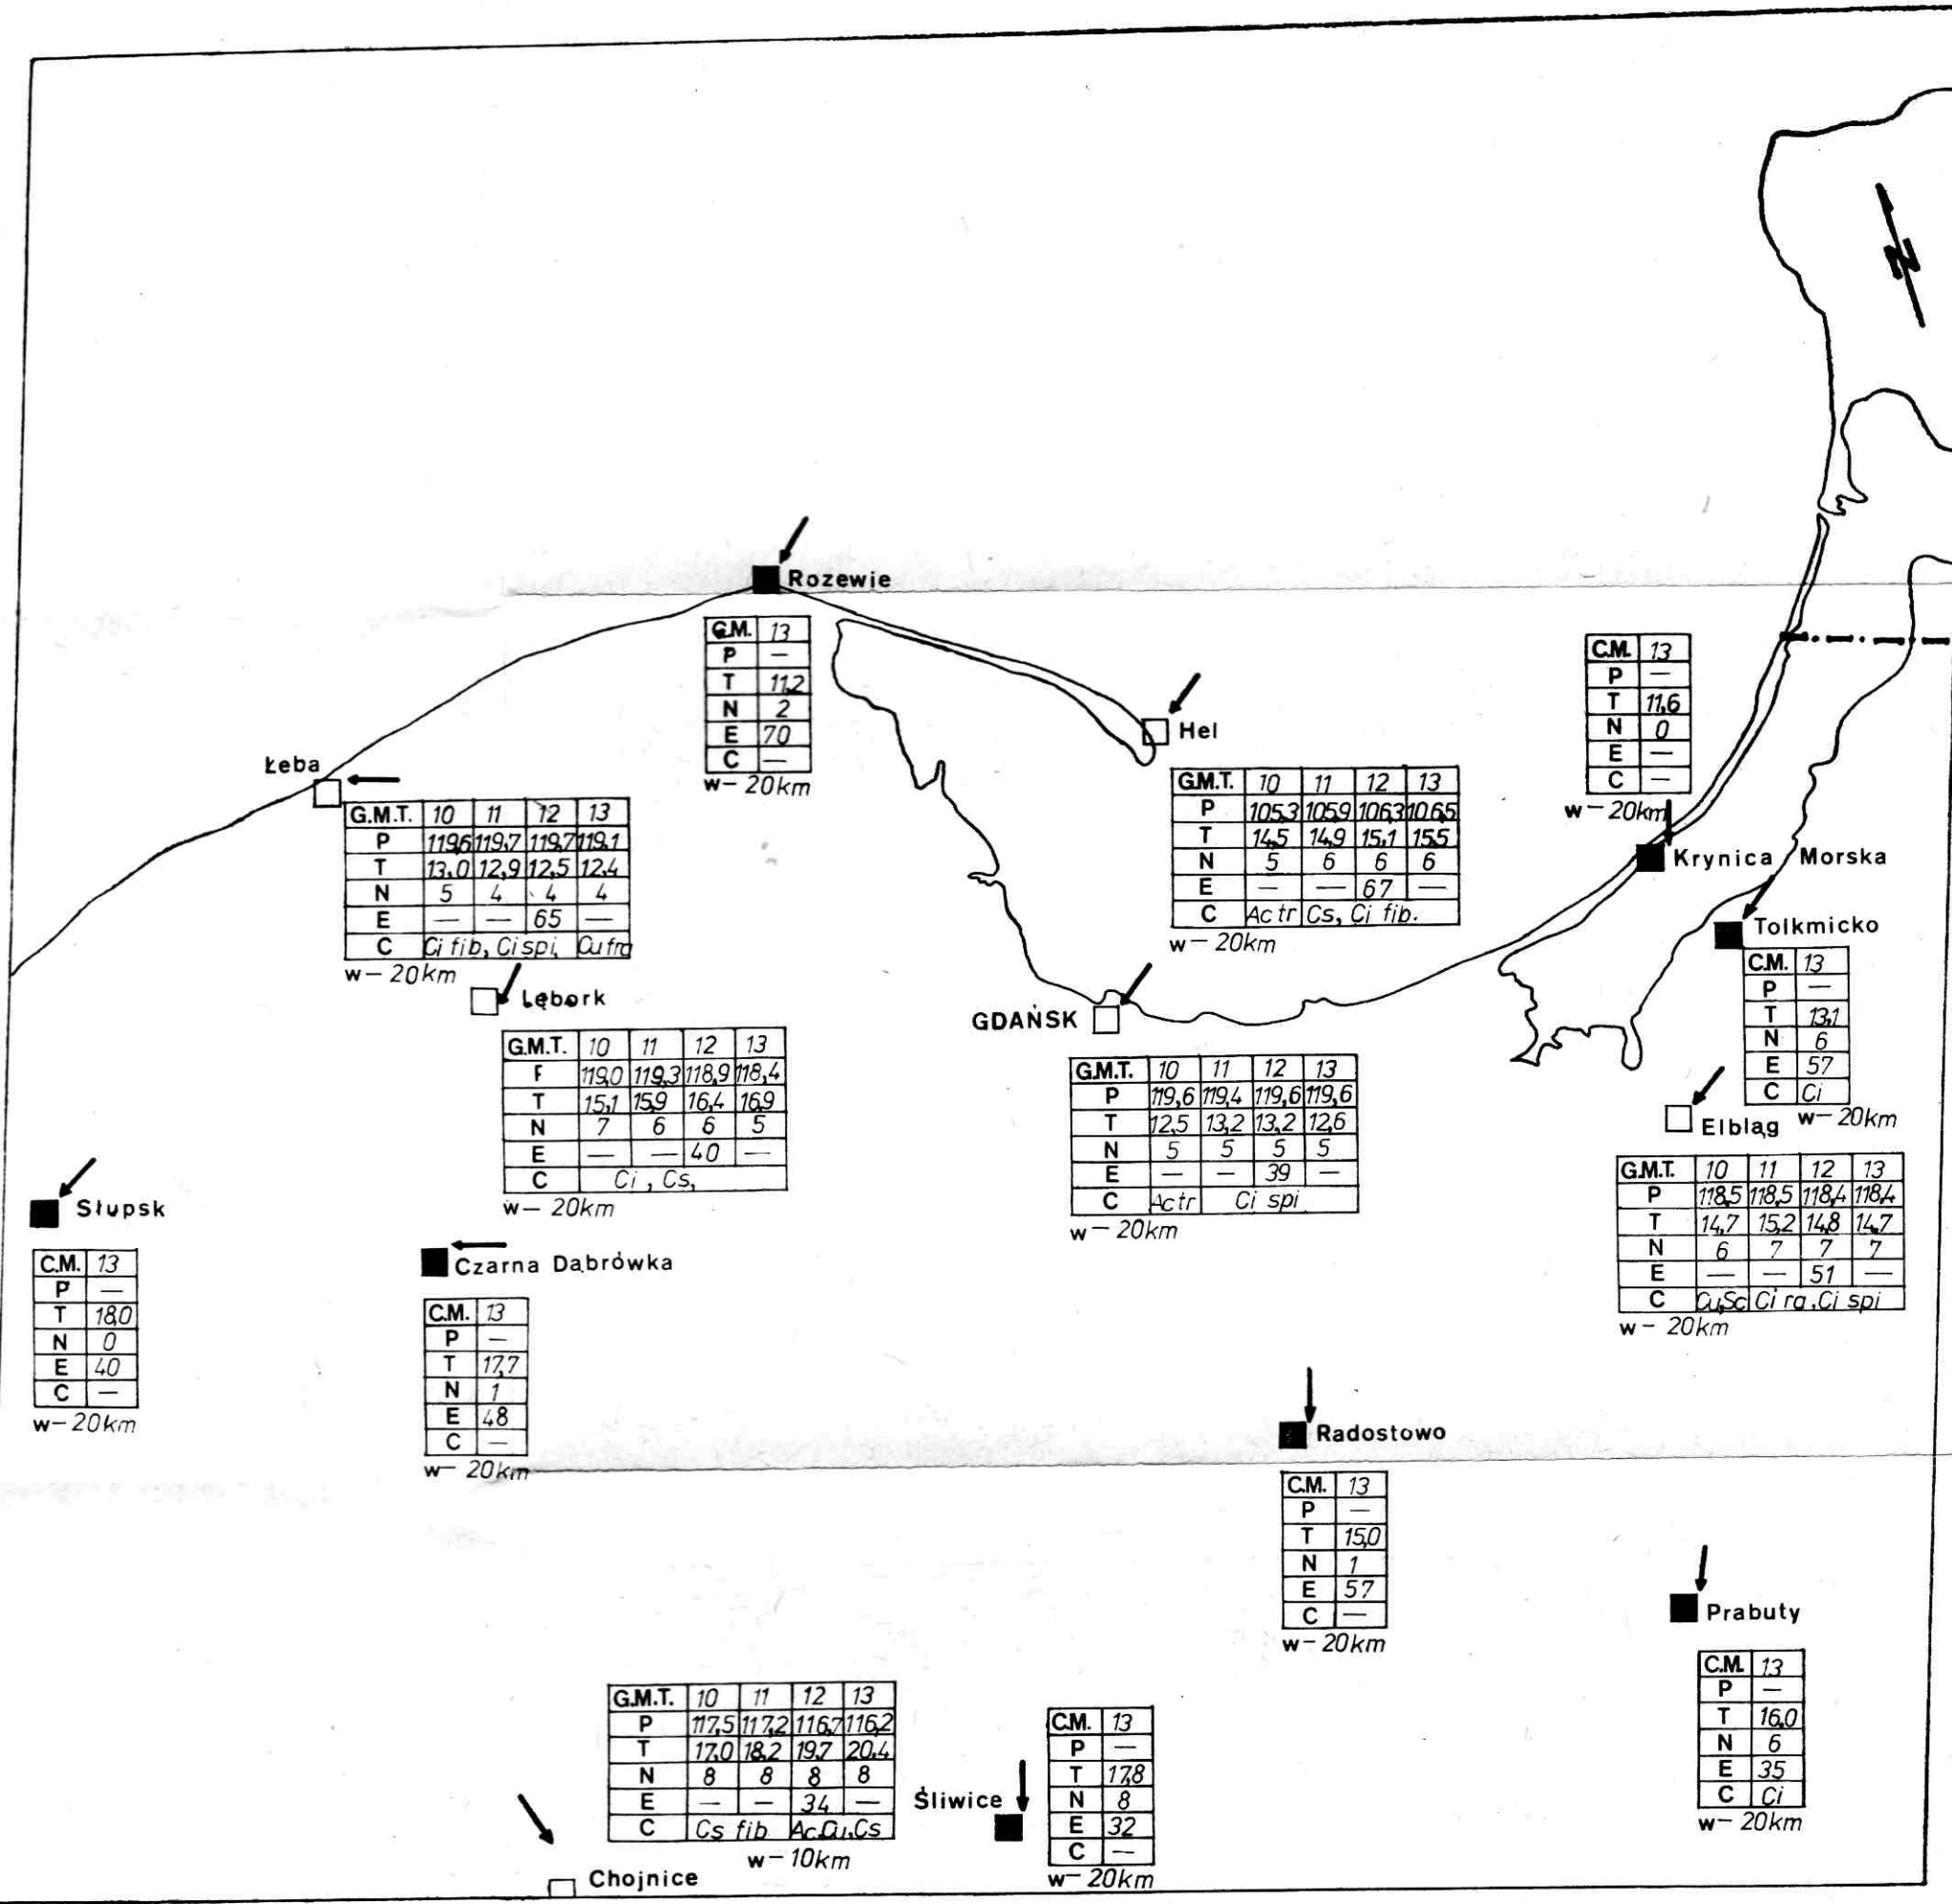 N
Rozewie
C.M. 13
P —
T 11,2
N 2
E 70
C —
w— 20km
Hel
G.M.T. 10 11 12 13
P 105,3 105,9 106,3 106,5
T 14,5 14,9 15,1 15,5
N 5 6 6 6
E — — 67 —
C Ac tr Cs, Ci fib.
w— 20km
C.M. 13
P —
T 11,6
N 0
E —
C —
w— 20km
Krynica Morska
Łeba
G.M.T. 10 11 12 13
P 119,6 119,7 119,7 119,1
T 13,0 12,9 12,5 12,4
N 5 4 4 4
E — — 65 —
C Ci fib, Ci spi, Cu fra
w— 20km
Tolkmicko
C.M. 13
P —
T 13,1
N 6
E 57
C Ci
w— 20km
Lębork
G.M.T. 10 11 12 13
P 119,0 119,3 118,9 118,4
T 15,1 15,9 16,4 16,9
N 7 6 6 5
E — — 40 —
C Ci, Cs,
w— 20km
GDAŃSK
G.M.T. 10 11 12 13
P 119,6 119,4 119,6 119,6
T 12,5 13,2 13,2 12,6
N 5 5 5 5
E — — 39 —
C Ac tr Ci spi
w— 20km
Elbląg
G.M.T. 10 11 12 13
P 118,5 118,5 118,4 118,4
T 14,7 15,2 14,8 14,7
N 6 7 7 7
E — — 51 —
C Cu,Sc Ci ra, Ci spi
w— 20km
Słupsk
C.M. 13
P —
T 18,0
N 0
E 40
C —
w— 20km
Czarna Dąbrówka
C.M. 13
P —
T 17,7
N 1
E 48
C —
w— 20km
Radostowo
C.M. 13
P —
T 15,0
N 1
E 57
C —
w— 20km
Prabuty
C.M. 13
P —
T 16,0
N 6
E 35
C Ci
w— 20km
G.M.T. 10 11 12 13
P 117,5 117,2 116,7 116,2
T 17,0 18,2 19,7 20,4
N 8 8 8 8
E — — 34 —
C Cs fib Ac,Cu,Cs
w— 10km
Chojnice
Śliwice
C.M. 13
P —
T 17,8
N 8
E 32
C —
w— 20km